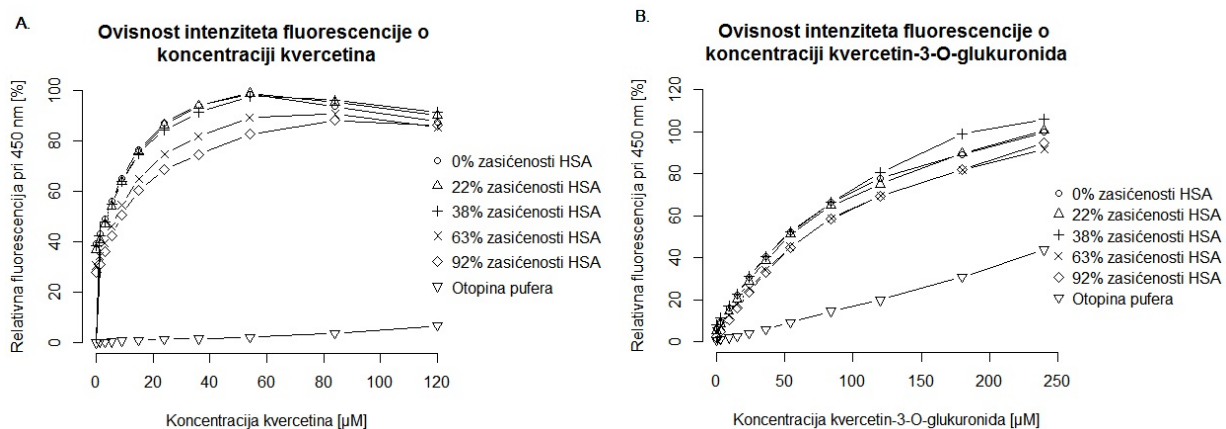 A.
Ovisnost intenziteta fluorescencije o
koncentraciji kvercetina
Relativna fluorescencija pri 450 nm [%]
100
80
60
40
20
0
0% zasićenosti HSA
22% zasićenosti HSA
38% zasićenosti HSA
63% zasićenosti HSA
92% zasićenosti HSA
Otopina pufera
0 20 40 60 80 100 120
Koncentracija kvercetina [µM]
B.
Ovisnost intenziteta fluorescencije o
koncentraciji kvercetin-3-O-glukuronida
Relativna fluorescencija pri 450 nm [%]
120
100
80
60
40
20
0
0% zasićenosti HSA
22% zasićenosti HSA
38% zasićenosti HSA
63% zasićenosti HSA
92% zasićenosti HSA
Otopina pufera
0 50 100 150 200 250
Koncentracija kvercetin-3-O-glukuronida [µM]